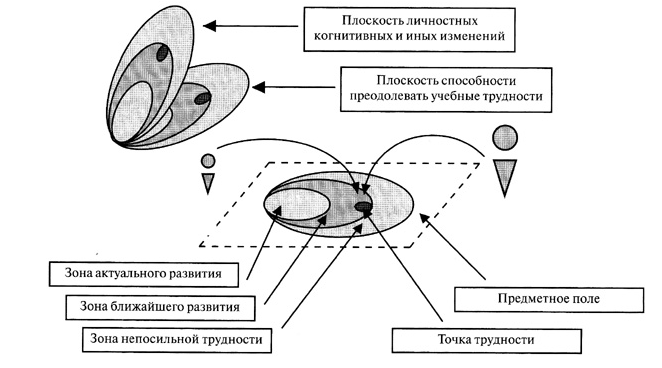 Плоскость личностных
когнитивных и иных изменений
Плоскость способности
преодолевать учебные трудности
Зона актуального развития
Зона ближайшего развития
Предметное поле
Зона непосильной трудности
Точка трудности